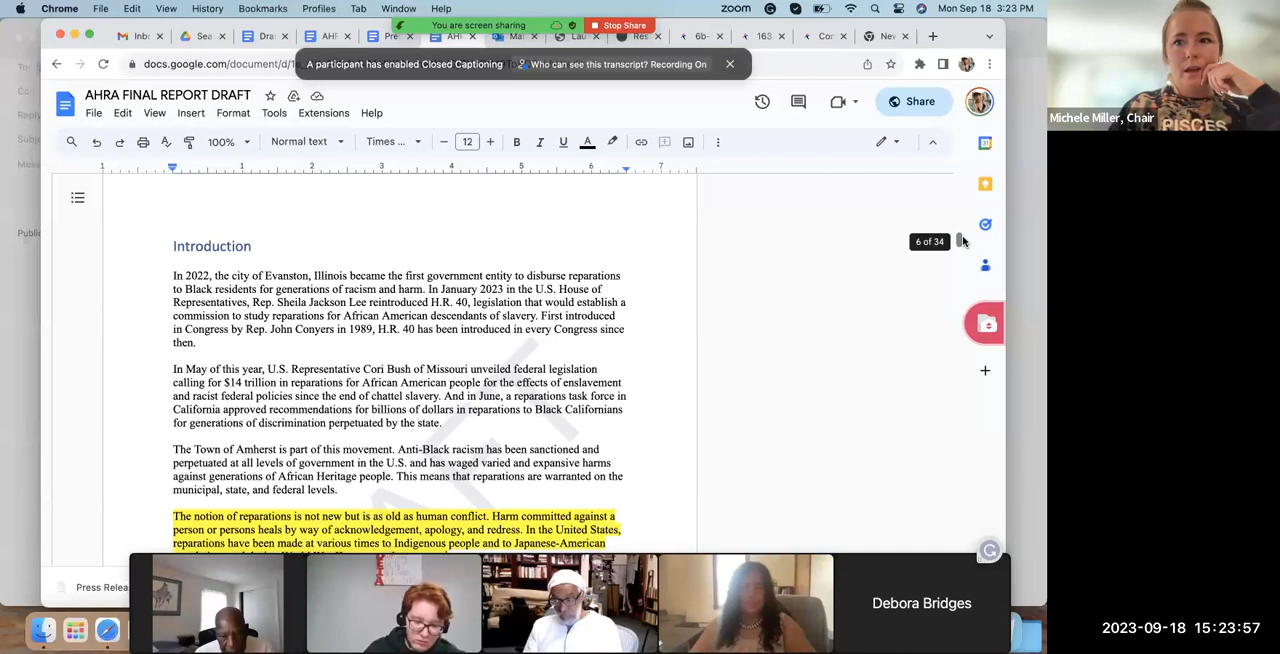 Chrome File Edit View History Bookmarks Profiles Tab Window Help zoom Mon Sep 18 3:23 PM
You are screen sharing Stop Share
docs.google.com/document/d/1
A participant has enabled Closed Captioning Who can see this transcript? Recording On
AHRA FINAL REPORT DRAFT
Share
File Edit View Insert Format Tools Extensions Help
100% Normal text Times ... 12 B I U A
1 1 2 3 4 5 6 7
Michele Miller, Chair
PISCES
6 of 34
Introduction
In 2022, the city of Evanston, Illinois became the first government entity to disburse reparations
to Black residents for generations of racism and harm. In January 2023 in the U.S. House of
Representatives, Rep. Sheila Jackson Lee reintroduced H.R. 40, legislation that would establish a
commission to study reparations for African American descendants of slavery. First introduced
in Congress by Rep. John Conyers in 1989, H.R. 40 has been introduced in every Congress since
then.
In May of this year, U.S. Representative Cori Bush of Missouri unveiled federal legislation
calling for $14 trillion in reparations for African American people for the effects of enslavement
and racist federal policies since the end of chattel slavery. And in June, a reparations task force in
California approved recommendations for billions of dollars in reparations to Black Californians
for generations of discrimination perpetuated by the state.
The Town of Amherst is part of this movement. Anti-Black racism has been sanctioned and
perpetuated at all levels of government in the U.S. and has waged varied and expansive harms
against generations of African Heritage people. This means that reparations are warranted on the
municipal, state, and federal levels.
The notion of reparations is not new but is as old as human conflict. Harm committed against a
person or persons heals by way of acknowledgement, apology, and redress. In the United States,
reparations have been made at various times to Indigenous people and to Japanese-American
Press Relea
Debora Bridges
2023-09-18 15:23:57